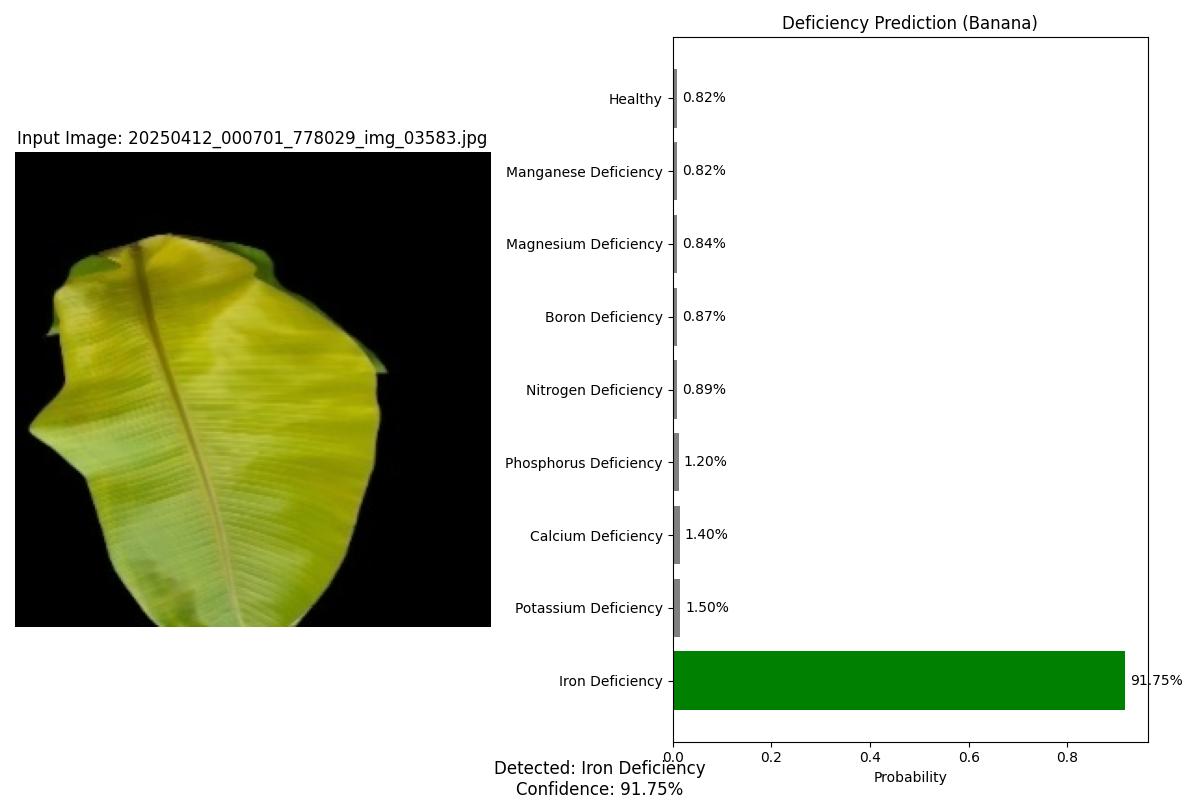 Input Image: 20250412_000701_778029_img_03583.jpg
Deficiency Prediction (Banana)
Healthy 0.82%
Manganese Deficiency 0.82%
Magnesium Deficiency 0.84%
Boron Deficiency 0.87%
Nitrogen Deficiency 0.89%
Phosphorus Deficiency 1.20%
Calcium Deficiency 1.40%
Potassium Deficiency 1.50%
Iron Deficiency 91.75%
0.0 0.2 0.4 0.6 0.8
Probability
Detected: Iron Deficiency
Confidence: 91.75%